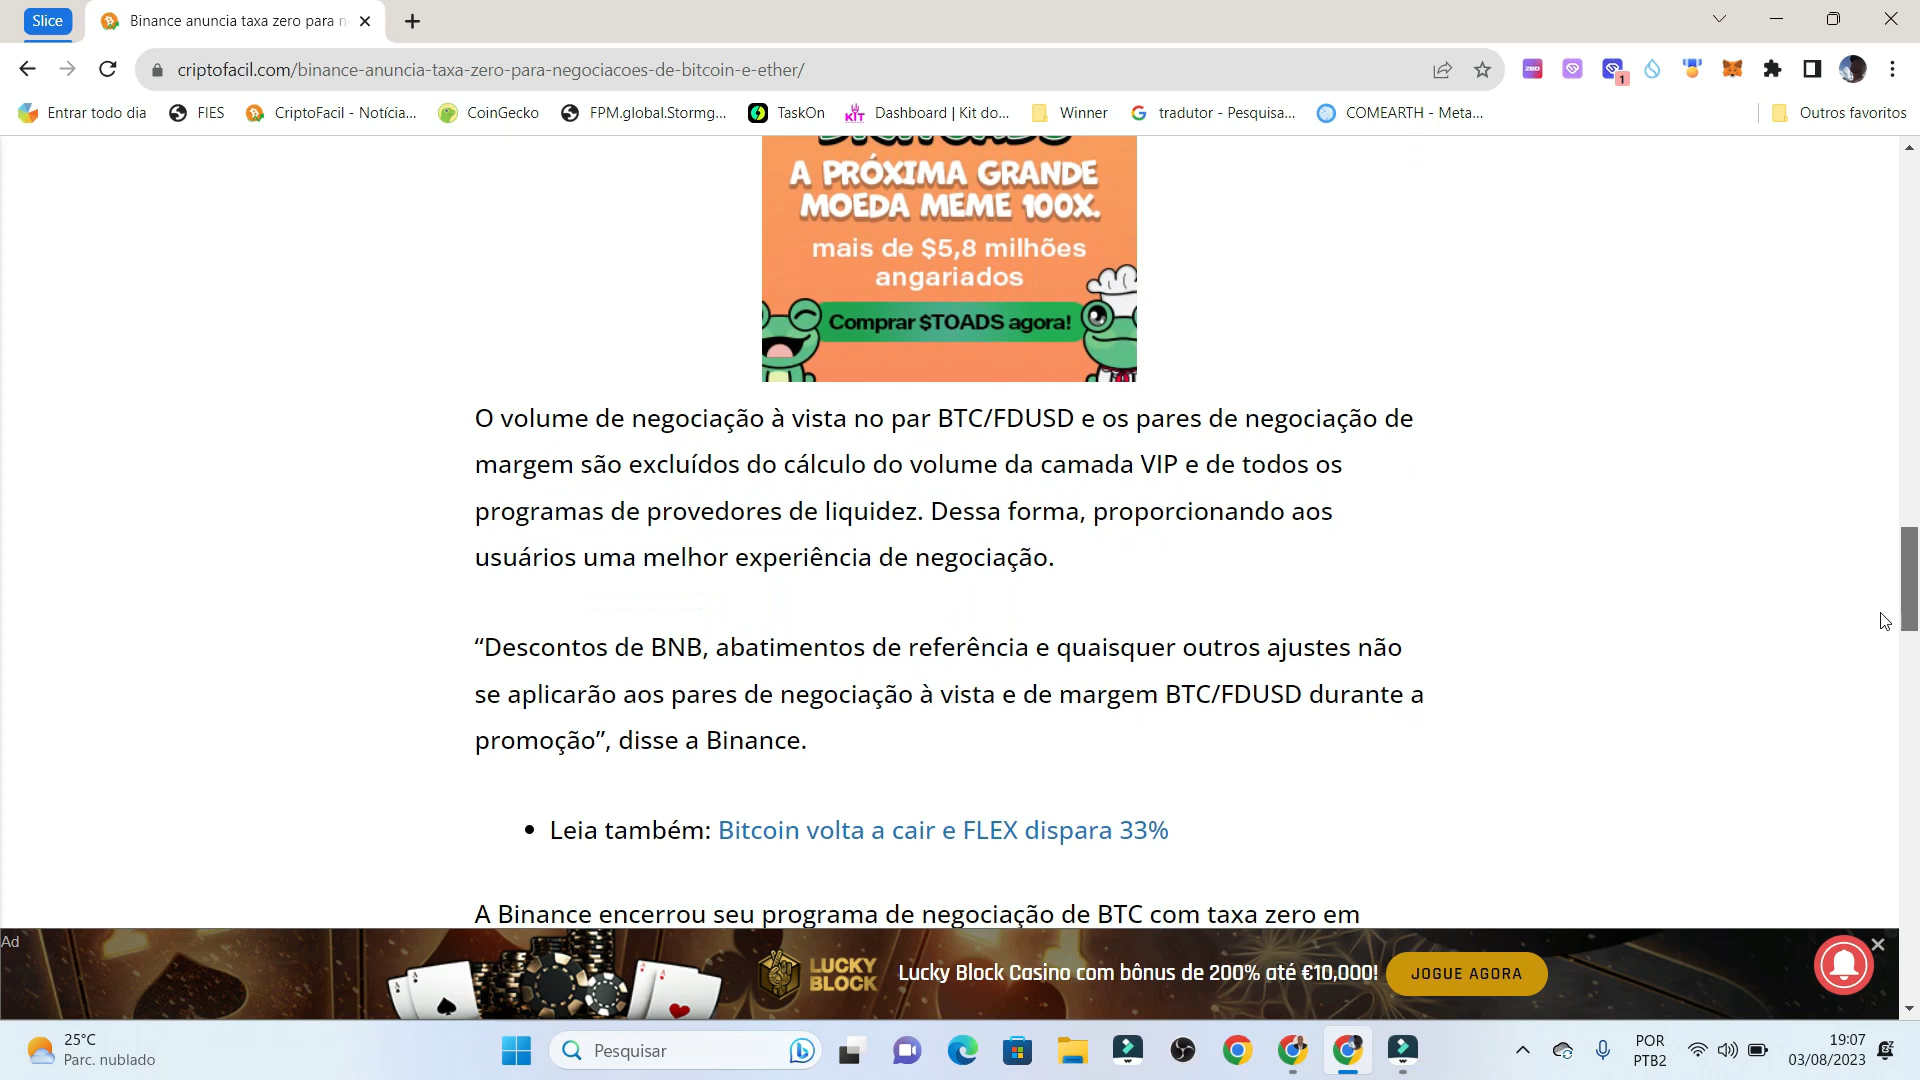 Slice
Binance anuncia taxa zero para n
criptofacil.com/binance-anuncia-taxa-zero-para-negociacoes-de-bitcoin-e-ether/
ZBD
1
Entrar todo dia
FIES
CriptoFacil - Notícia...
CoinGecko
FPM.global.Stormg...
TaskOn
KIT
Dashboard | Kit do...
Winner
tradutor - Pesquisa...
COMEARTH - Meta...
Outros favoritos
A PRÓXIMA GRANDE
MOEDA MEME 100X.
mais de $5,8 milhões
angariados
Comprar $TOADS agora!
O volume de negociação à vista no par BTC/FDUSD e os pares de negociação de
margem são excluídos do cálculo do volume da camada VIP e de todos os
programas de provedores de liquidez. Dessa forma, proporcionando aos
usuários uma melhor experiência de negociação.
“Descontos de BNB, abatimentos de referência e quaisquer outros ajustes não
se aplicarão aos pares de negociação à vista e de margem BTC/FDUSD durante a
promoção”, disse a Binance.
• Leia também: Bitcoin volta a cair e FLEX dispara 33%
A Binance encerrou seu programa de negociação de BTC com taxa zero em
Ad
LUCKY
BLOCK
Lucky Block Casino com bônus de 200% até €10,000!
JOGUE AGORA
25°C
Parc. nublado
Pesquisar
POR
PTB2
19:07
03/08/2023